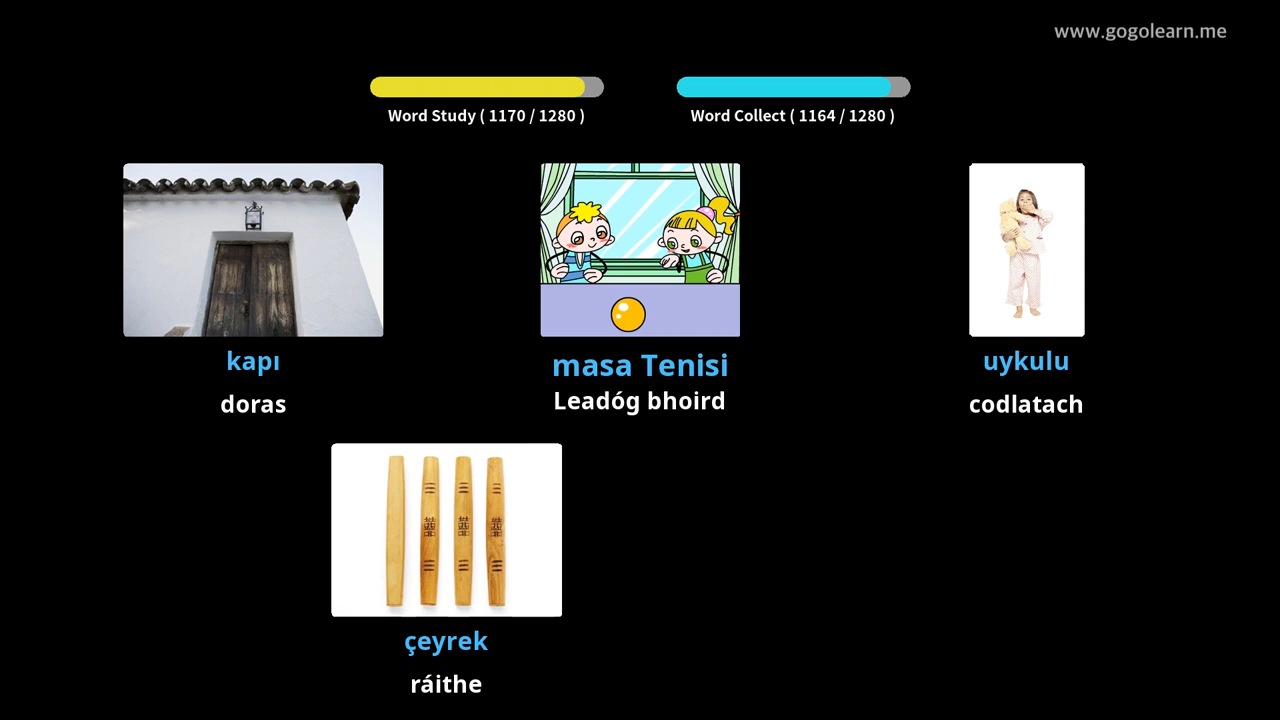 www.gogolearn.me
Word Study ( 1170 / 1280 )
Word Collect ( 1164 / 1280 )
kapı
doras
masa Tenisi
Leadóg bhoird
uykulu
codlatach
çeyrek
ráithe